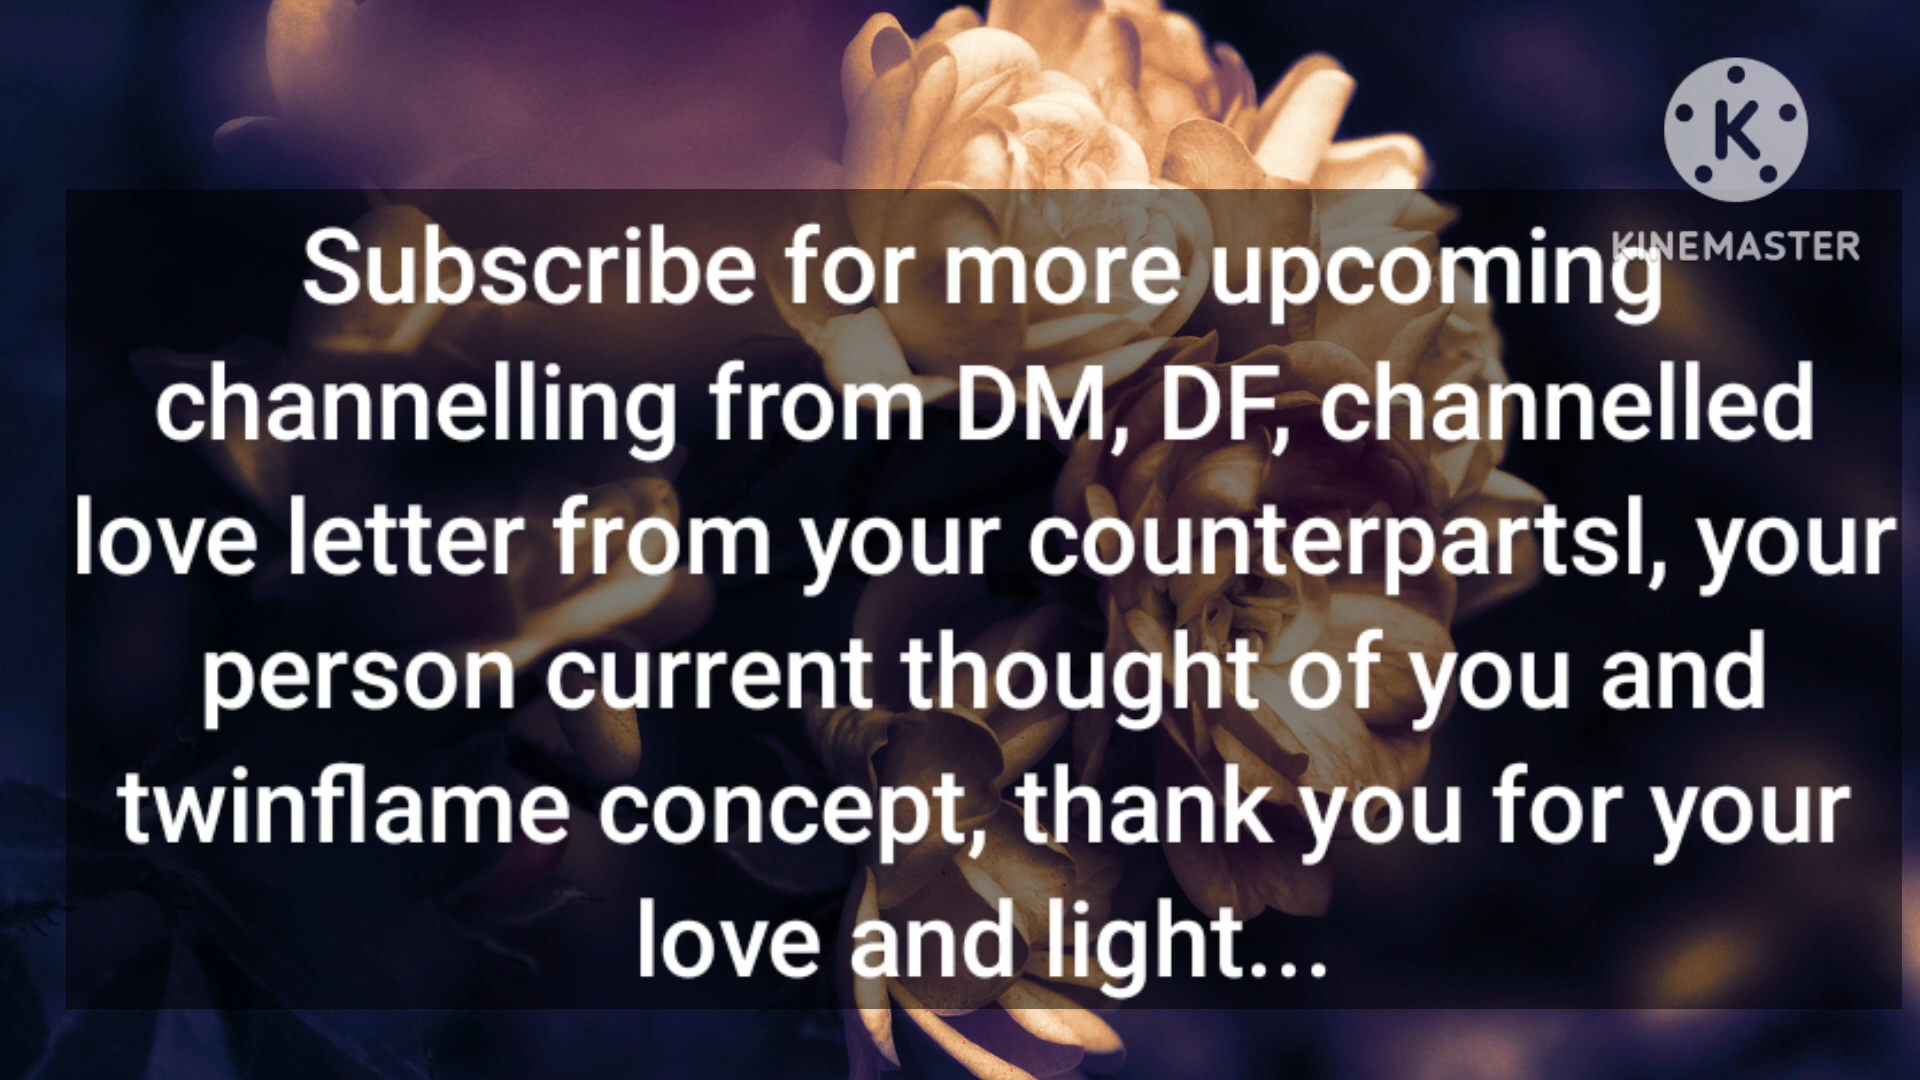 K
KINEMASTER
Subscribe for more upcoming
channelling from DM, DF, channelled
love letter from your counterpartsl, your
person current thought of you and
twinflame concept, thank you for your
love and light...